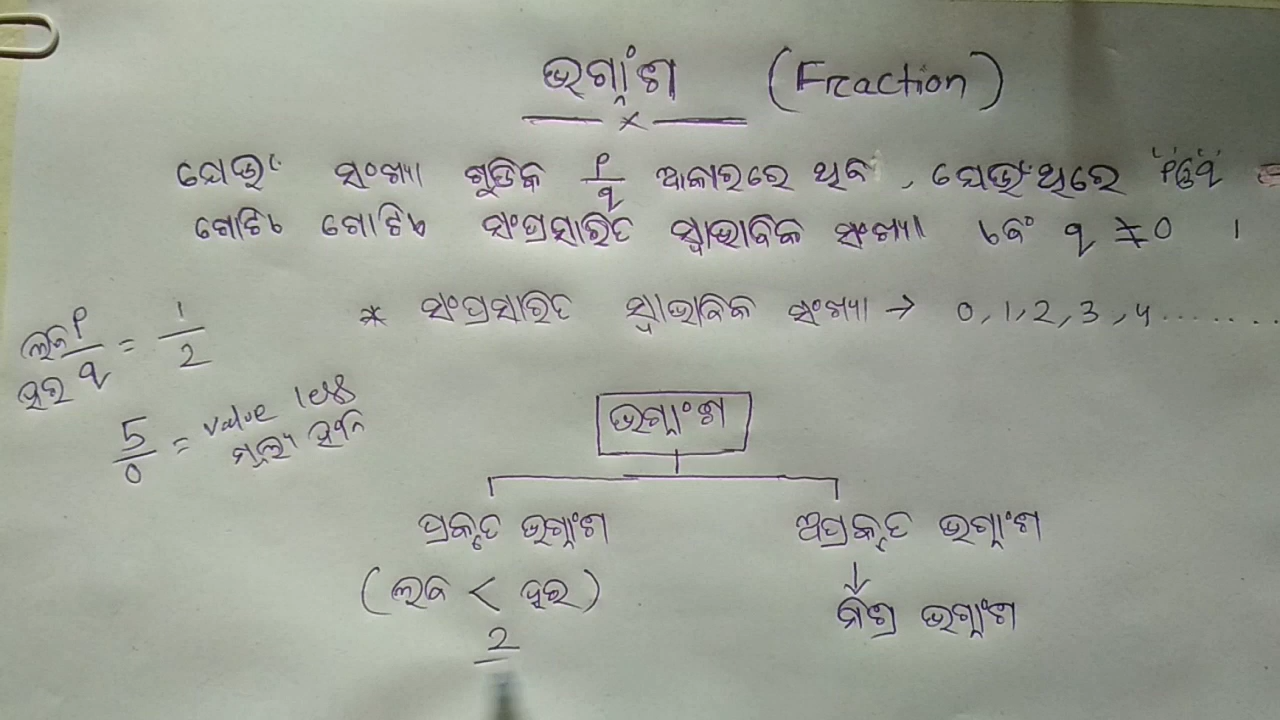 ଭଗ୍ନାଂଶ (Fraction)
ଯେଉଁ ସଂଖ୍ୟା ଗୁଡିକ p/q ଆକାରରେ ଥିବ, ଯେଉଁଥିରେ 'p ଓ q'
ଗୋଟିଏ ଗୋଟିଏ ସଂପ୍ରସାରିତ ସ୍ୱାଭାବିକ ସଂଖ୍ୟା ଏବଂ q ≠ 0 ।
* ସଂପ୍ରସାରିତ ସ୍ୱାଭାବିକ ସଂଖ୍ୟା → 0, 1, 2, 3, 4.......
ଲବ p / ହର q = 1/2
5/0 = value less
ମୂଲ୍ୟ ହୀନ
ଭଗ୍ନାଂଶ
ପ୍ରକୃତ ଭଗ୍ନାଂଶ ଅପ୍ରକୃତ ଭଗ୍ନାଂଶ
(ଲବ < ହର) ↓
ମିଶ୍ର ଭଗ୍ନାଂଶ
2